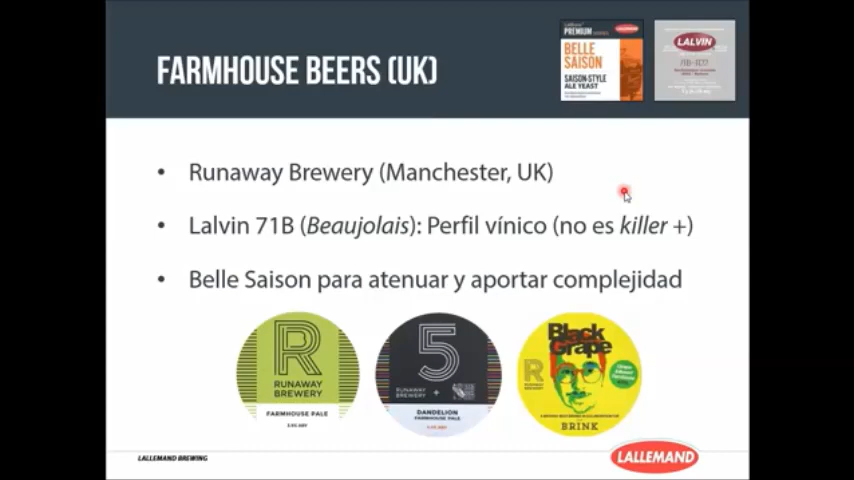 FARMHOUSE BEERS (UK)
PREMIUM
BELLE
SAISON
SAISON-STYLE
ALE YEAST
LALVIN
• Runaway Brewery (Manchester, UK)
• Lalvin 71B (Beaujolais): Perfil vínico (no es killer +)
• Belle Saison para atenuar y aportar complejidad
R
RUNAWAY
BREWERY
FARMHOUSE PALE
5
RUNAWAY
BREWERY +
DANDELION
FARMHOUSE PALE
Black
Grape
R
BRINK
LALLEMAND BREWING
LALLEMAND